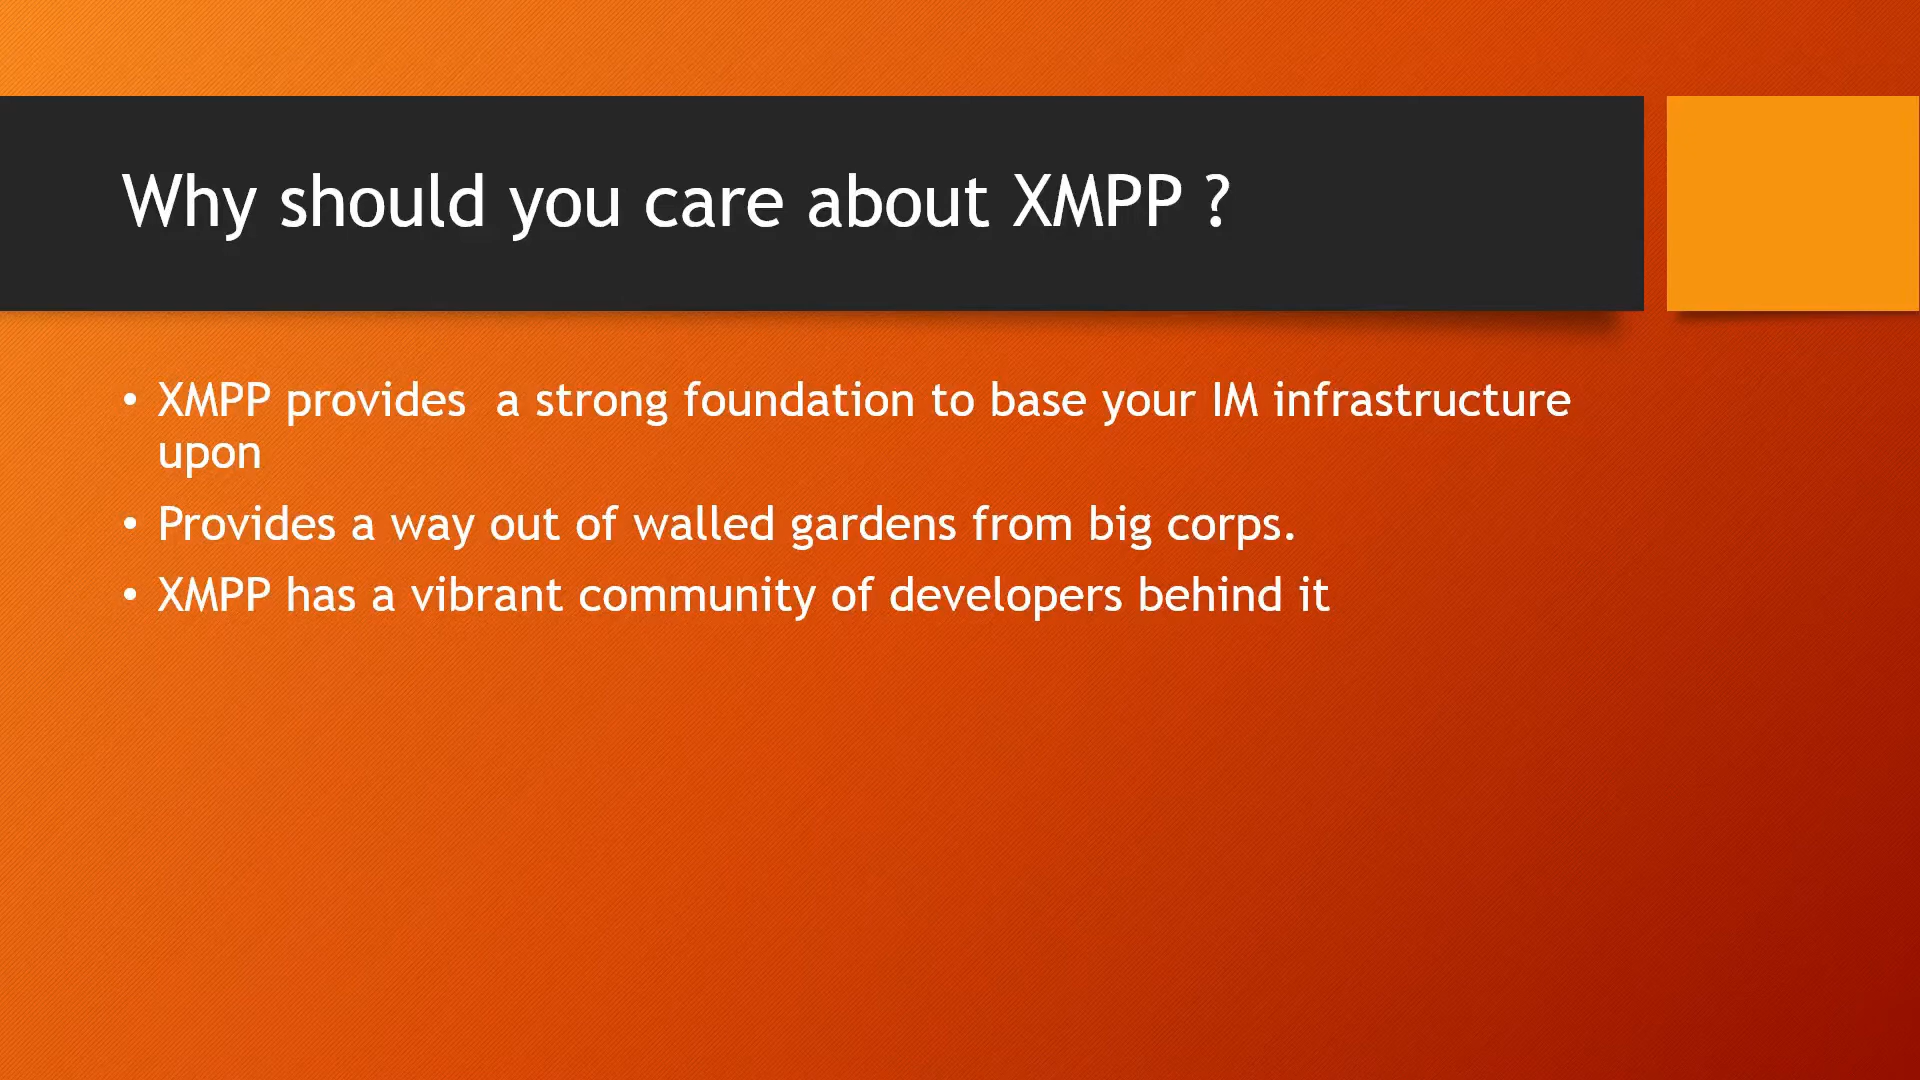 Why should you care about XMPP ?
• XMPP provides  a strong foundation to base your IM infrastructure
upon
• Provides a way out of walled gardens from big corps.
• XMPP has a vibrant community of developers behind it